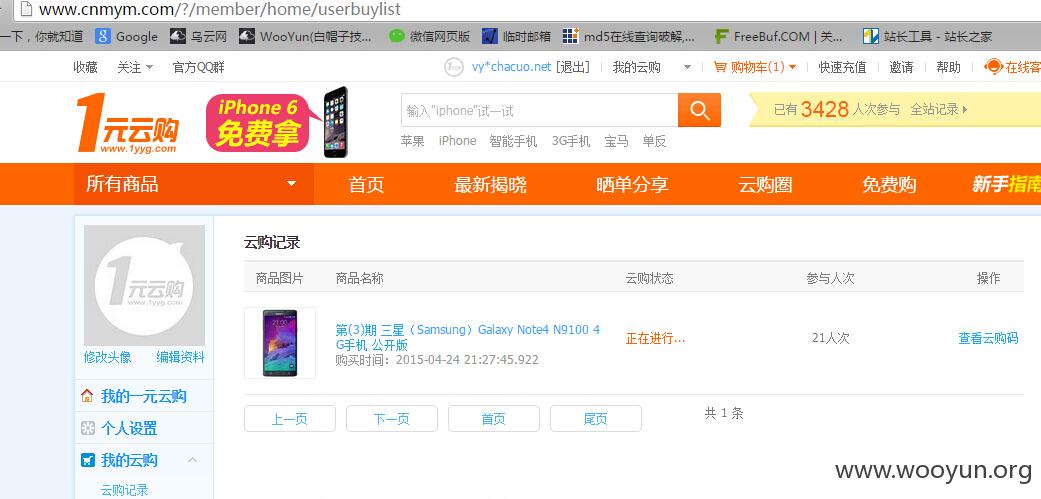 www.cnmym.com/?/member/home/userbuylist
一下，你就知道 Google 乌云网 WooYun(白帽子技... 微信网页版 临时邮箱 md5在线查询破解,... FreeBuf.COM | 关... 站长工具 - 站长之家
收藏 关注 官方QQ群 vy*chacuo.net [退出] 我的云购 购物车(1) 快速充值 邀请 帮助 在线客
1元云购
www.1yyg.com
iPhone 6
免费拿
输入"iphone"试一试
已有3428人次参与 全站记录
苹果 iPhone 智能手机 3G手机 宝马 单反
所有商品 首页 最新揭晓 晒单分享 云购圈 免费购 新手指南
1元云购
www.1yyg.com
修改头像 编辑资料
我的一元云购
个人设置
我的云购
云购记录
云购记录
商品图片 商品名称 云购状态 参与人次 操作
第(3)期 三星（Samsung）Galaxy Note4 N9100 4
G手机 公开版
购买时间：2015-04-24 21:27:45.922
正在进行... 21人次 查看云购码
上一页 下一页 首页 尾页 共 1 条
www.wooyun.org